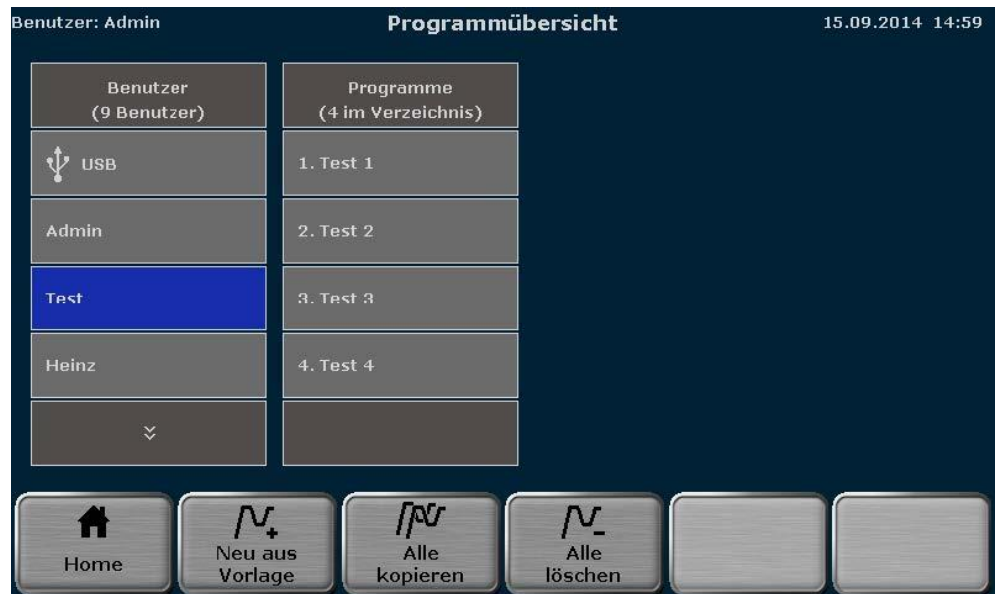 Benutzer: Admin
Programmübersicht
15.09.2014 14:59
Benutzer
(9 Benutzer)
Programme
(4 im Verzeichnis)
USB
1. Test 1
Admin
2. Test 2
Test
3. Test 3
Heinz
4. Test 4
Home
Neu aus
Vorlage
Alle
kopieren
Alle
löschen